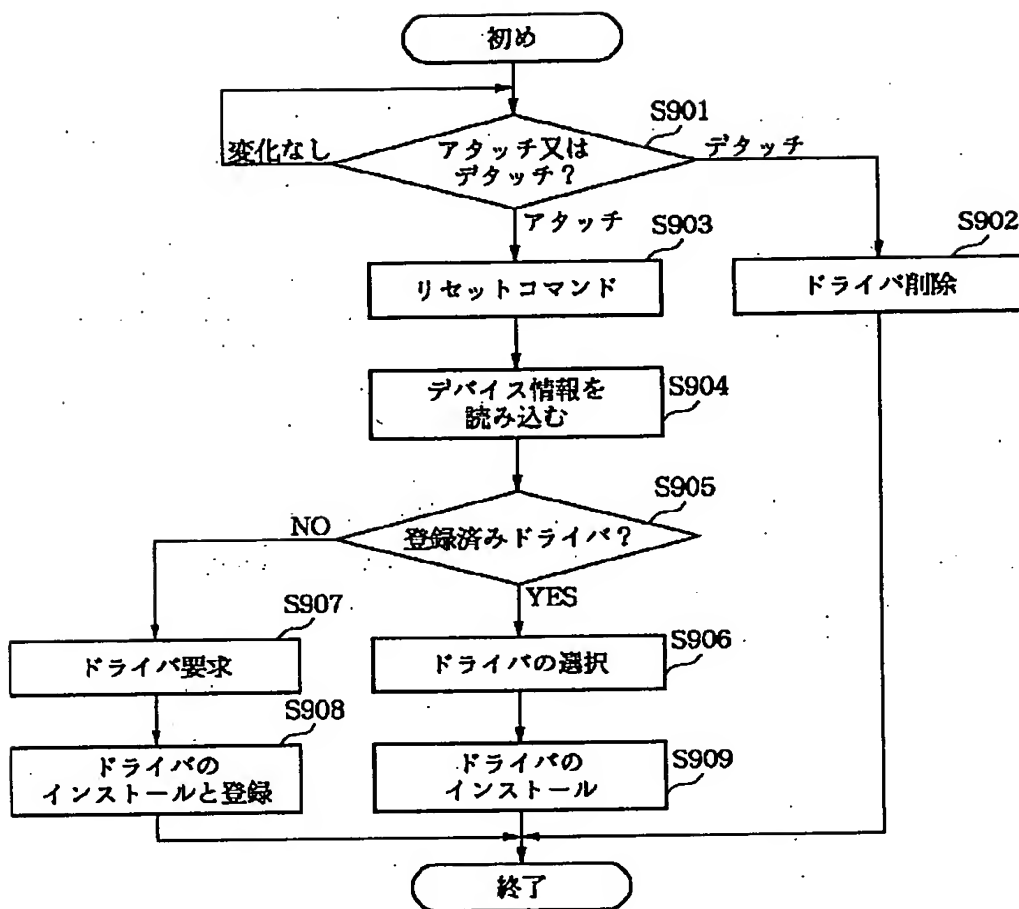 初め
S901
変化なし
アタッチ又は
デタッチ？
デタッチ
アタッチ
S903
S902
リセットコマンド
ドライバ削除
デバイス情報を
読み込む
S904
S905
NO
登録済みドライバ？
YES
S907
ドライバ要求
ドライバの選択
S906
S908
ドライバの
インストールと登録
ドライバの
インストール
S909
終了